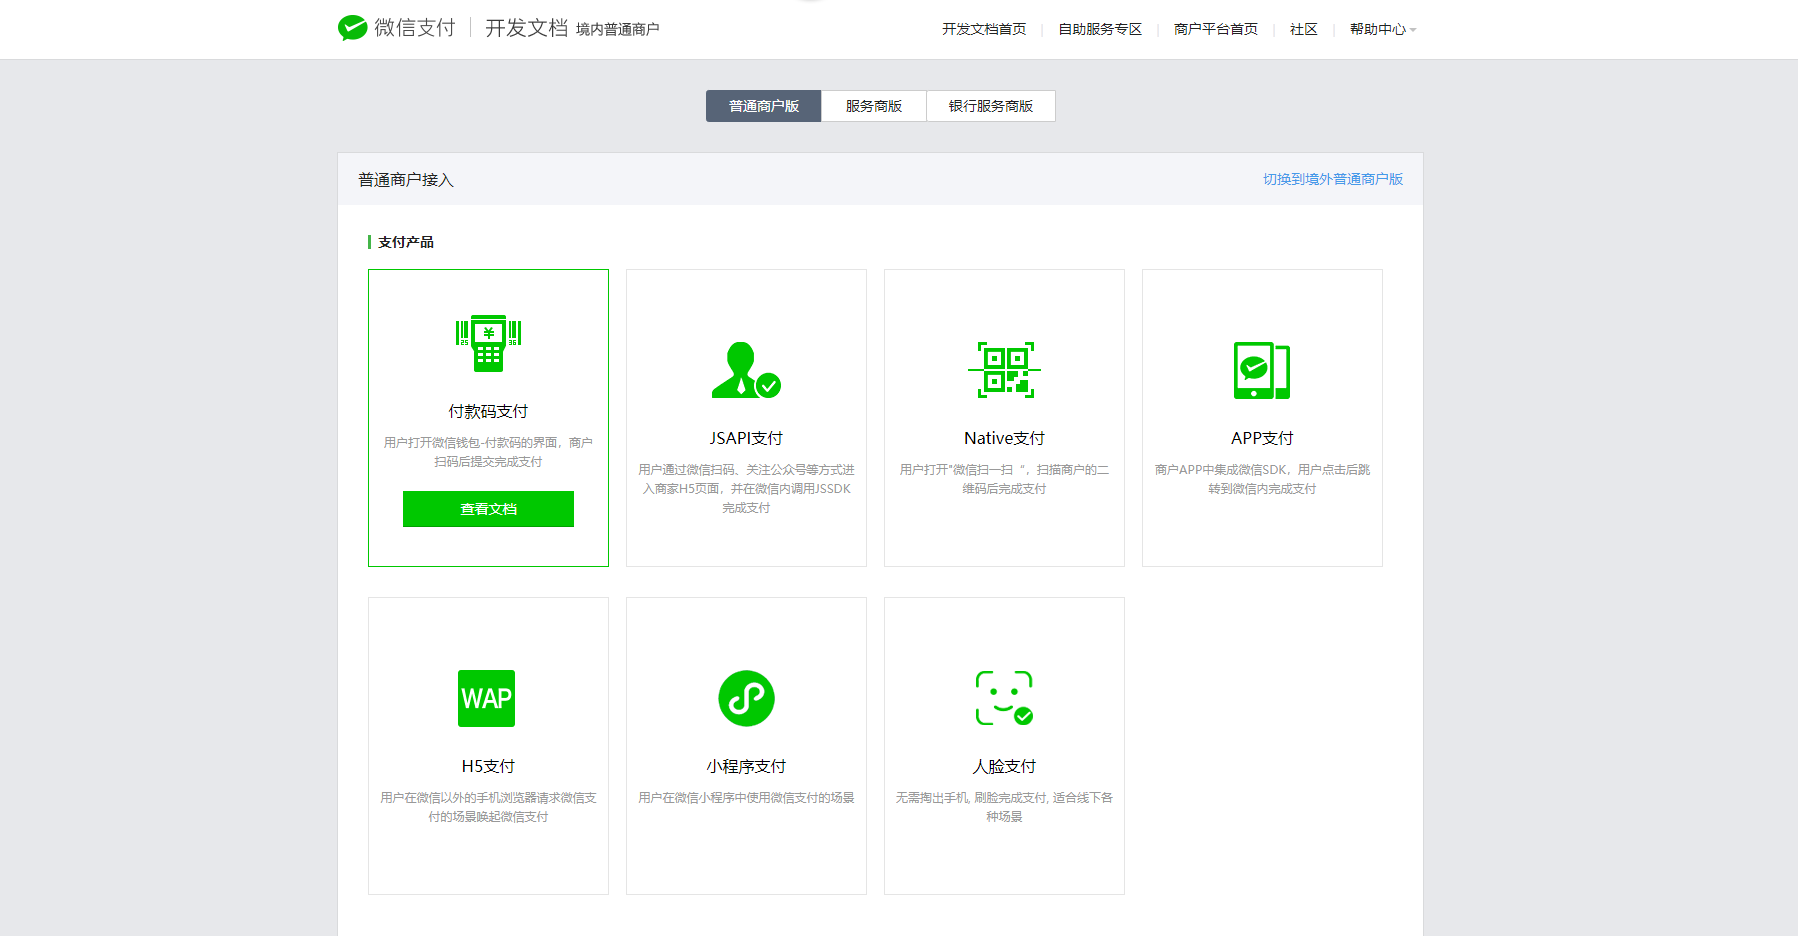 微信支付 开发文档 境内普通商户
开发文档首页 自助服务专区 商户平台首页 社区 帮助中心
普通商户版 服务商版 银行服务商版
普通商户接入 切换到境外普通商户版
支付产品
¥
25 36
付款码支付
用户打开微信钱包-付款码的界面，商户
扫码后提交完成支付
查看文档
JSAPI支付
用户通过微信扫码、关注公众号等方式进
入商家H5页面，并在微信内调用JSSDK
完成支付
Native支付
用户打开"微信扫一扫“，扫描商户的二
维码后完成支付
APP支付
商户APP中集成微信SDK，用户点击后跳
转到微信内完成支付
WAP
H5支付
用户在微信以外的手机浏览器请求微信支
付的场景唤起微信支付
小程序支付
用户在微信小程序中使用微信支付的场景
人脸支付
无需掏出手机, 刷脸完成支付, 适合线下各
种场景